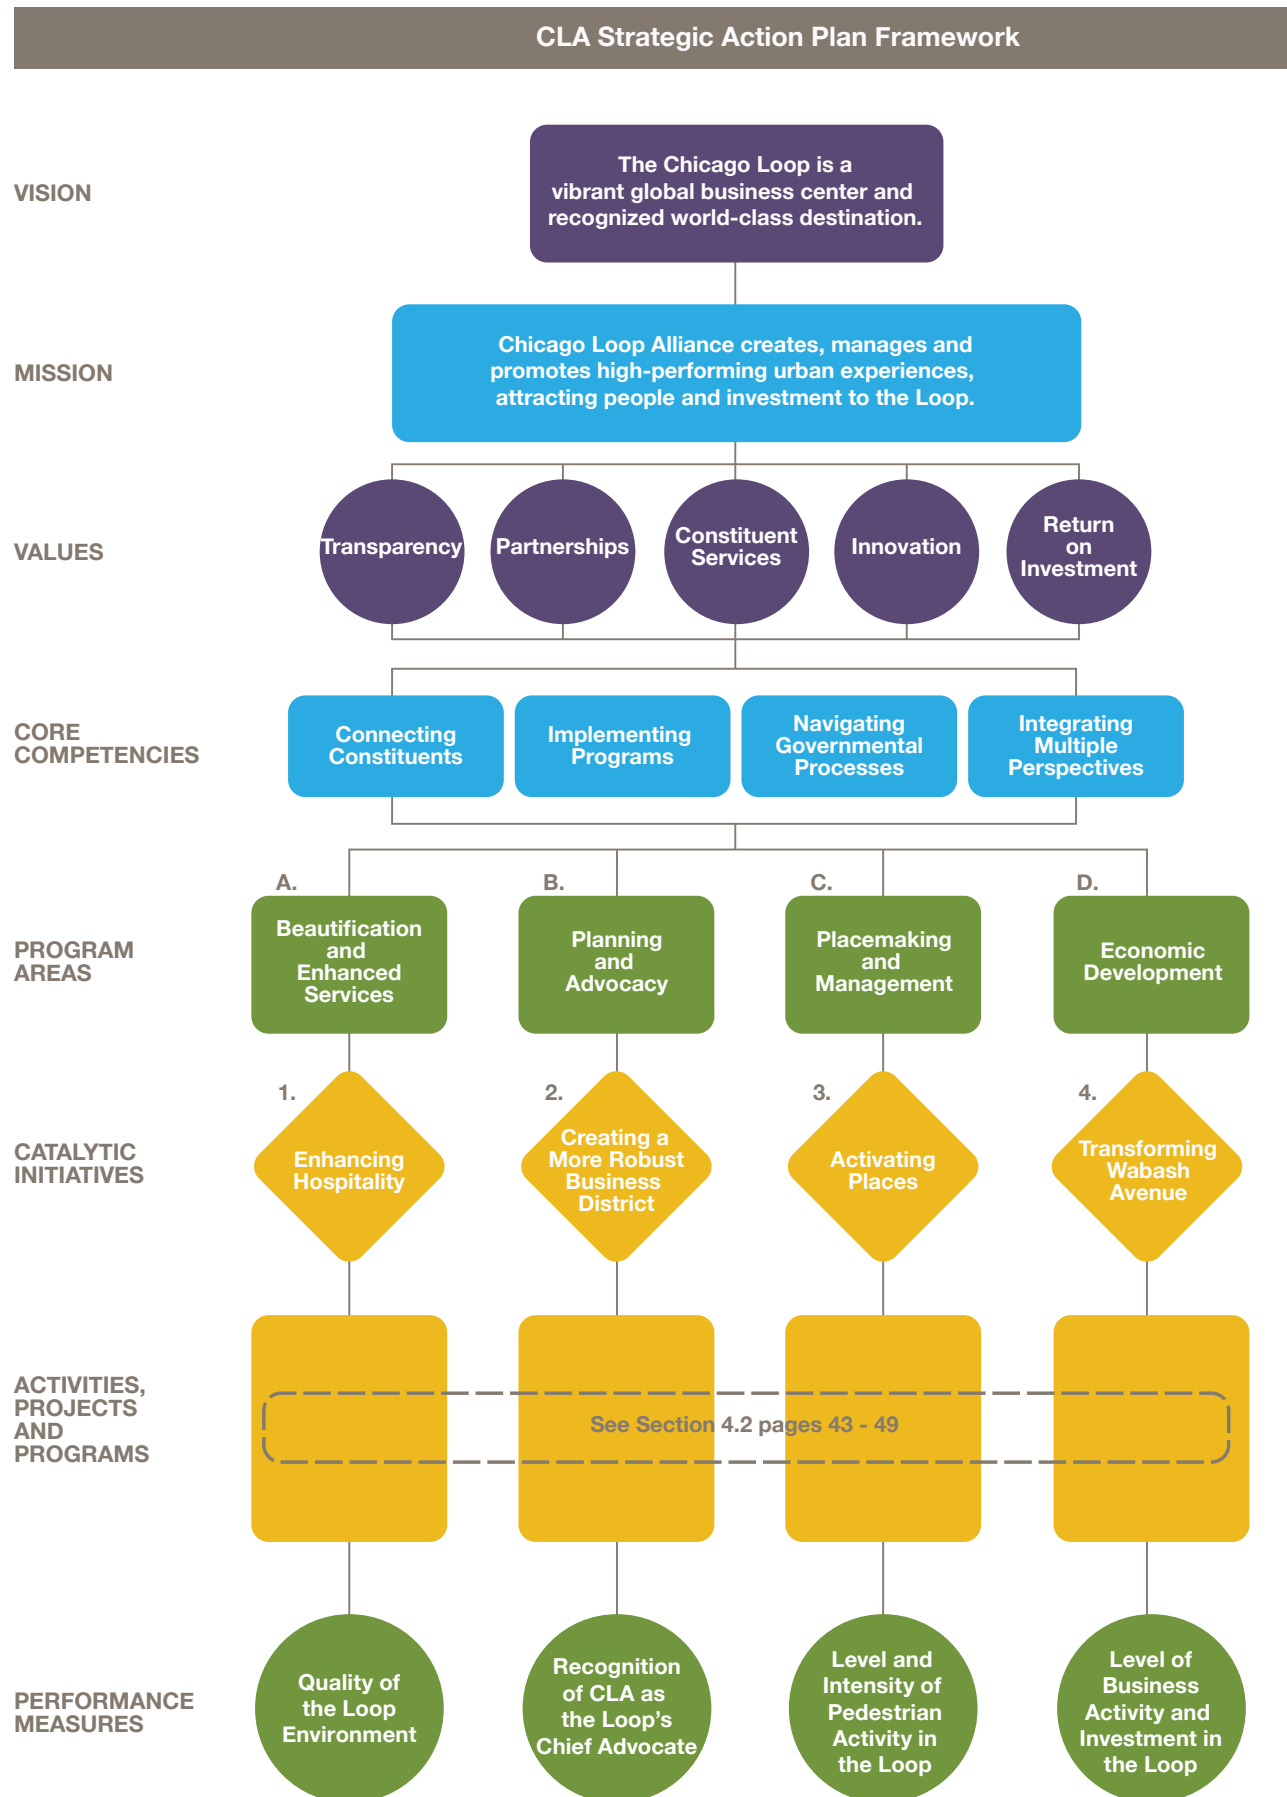 CLA Strategic Action Plan Framework
VISION
The Chicago Loop is a
vibrant global business center and
recognized world-class destination.
MISSION
Chicago Loop Alliance creates, manages and
promotes high-performing urban experiences,
attracting people and investment to the Loop.
VALUES
Transparency
Partnerships
Constituent
Services
Innovation
Return
on
Investment
CORE
COMPETENCIES
Connecting
Constituents
Implementing
Programs
Navigating
Governmental
Processes
Integrating
Multiple
Perspectives
PROGRAM
AREAS
A.
Beautification
and
Enhanced
Services
B.
Planning
and
Advocacy
C.
Placemaking
and
Management
D.
Economic
Development
CATALYTIC
INITIATIVES
1.
Enhancing
Hospitality
2.
Creating a
More Robust
Business
District
3.
Activating
Places
4.
Transforming
Wabash
Avenue
ACTIVITIES,
PROJECTS
AND
PROGRAMS
See Section 4.2 pages 43 - 49
PERFORMANCE
MEASURES
Quality of
the Loop
Environment
Recognition
of CLA as
the Loop’s
Chief Advocate
Level and
Intensity of
Pedestrian
Activity in
the Loop
Level of
Business
Activity and
Investment in
the Loop